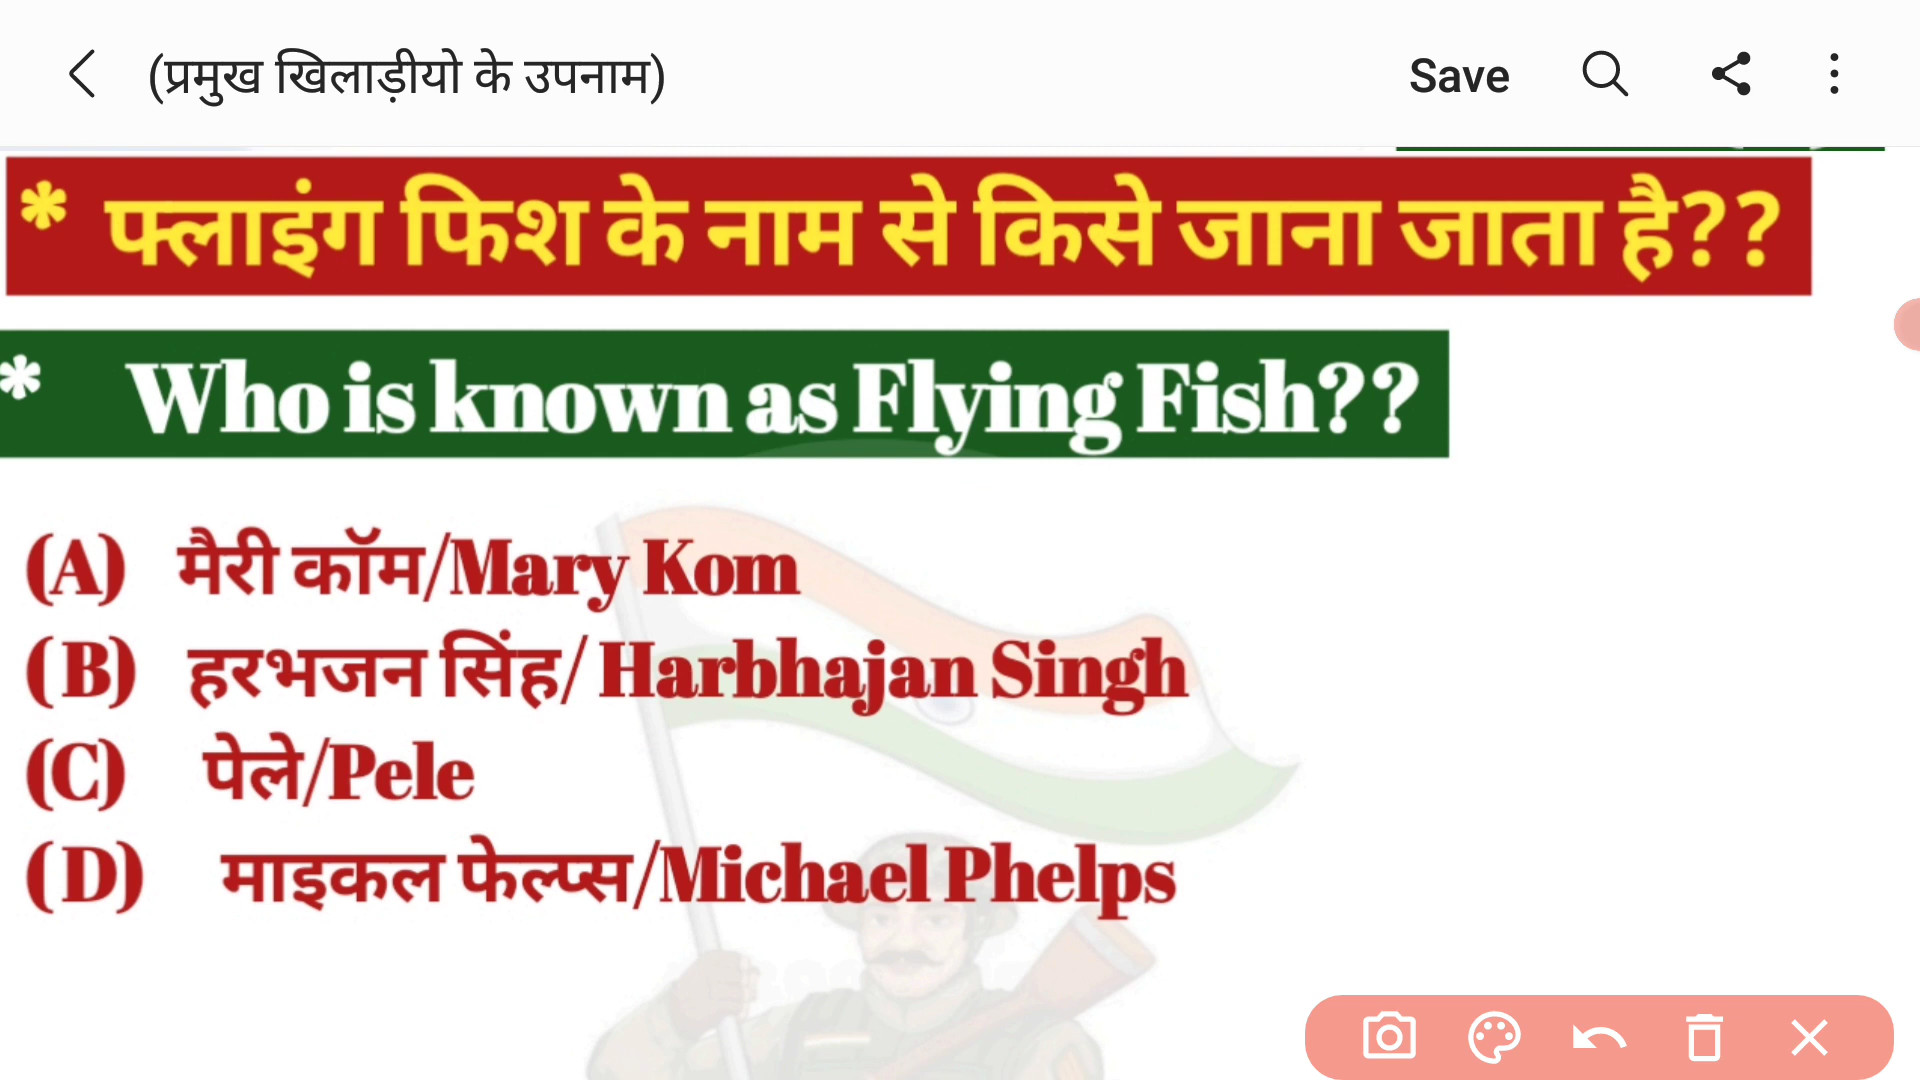 (प्रमुख खिलाड़ीयो के उपनाम) Save
* फ्लाइंग फिश के नाम से किसे जाना जाता है??
* Who is known as Flying Fish??
(A) मैरी कॉम/Mary Kom
(B) हरभजन सिंह/ Harbhajan Singh
(C) पेले/Pele
(D) माइकल फेल्प्स/Michael Phelps